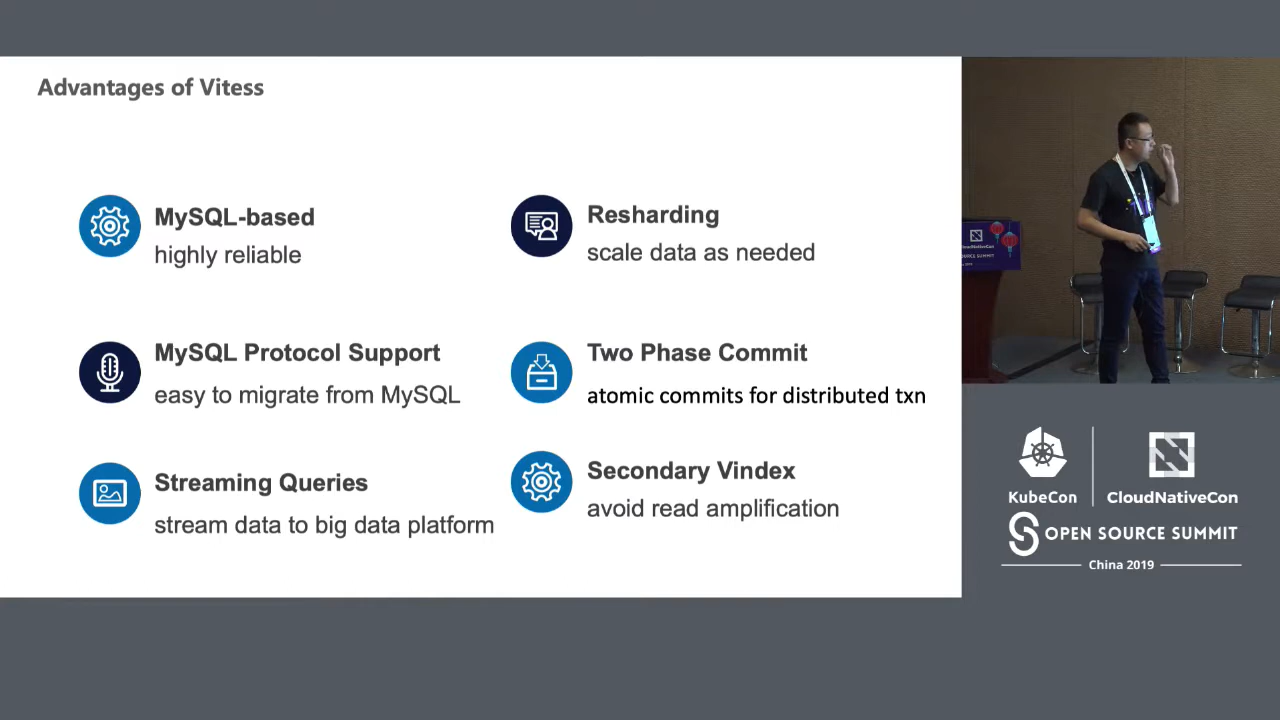 Advantages of Vitess
MySQL-based
highly reliable
Resharding
scale data as needed
MySQL Protocol Support
easy to migrate from MySQL
Two Phase Commit
atomic commits for distributed txn
Streaming Queries
stream data to big data platform
Secondary Vindex
avoid read amplification
CloudNativeCon
KubeCon
CloudNativeCon
OPEN SOURCE SUMMIT
China 2019